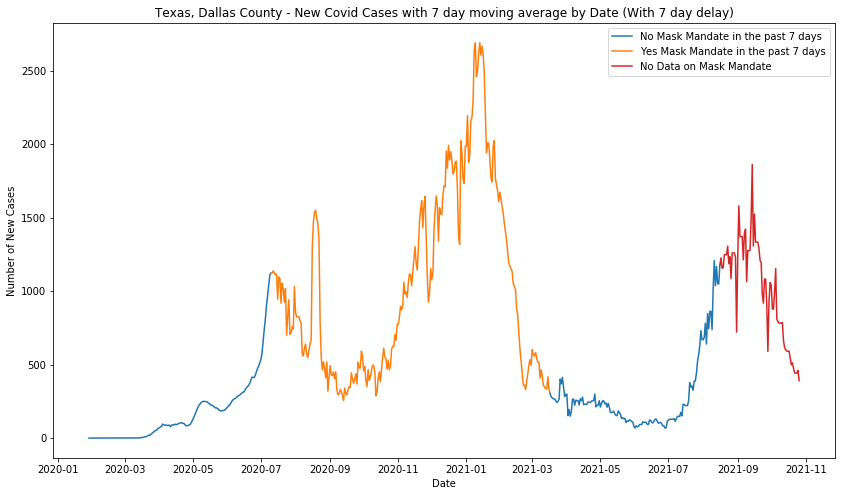 Texas, Dallas County - New Covid Cases with 7 day moving average by Date (With 7 day delay)
No Mask Mandate in the past 7 days
Yes Mask Mandate in the past 7 days
No Data on Mask Mandate
Number of New Cases
2500
2000
1500
1000
500
0
2020-01 2020-03 2020-05 2020-07 2020-09 2020-11 2021-01 2021-03 2021-05 2021-07 2021-09 2021-11
Date